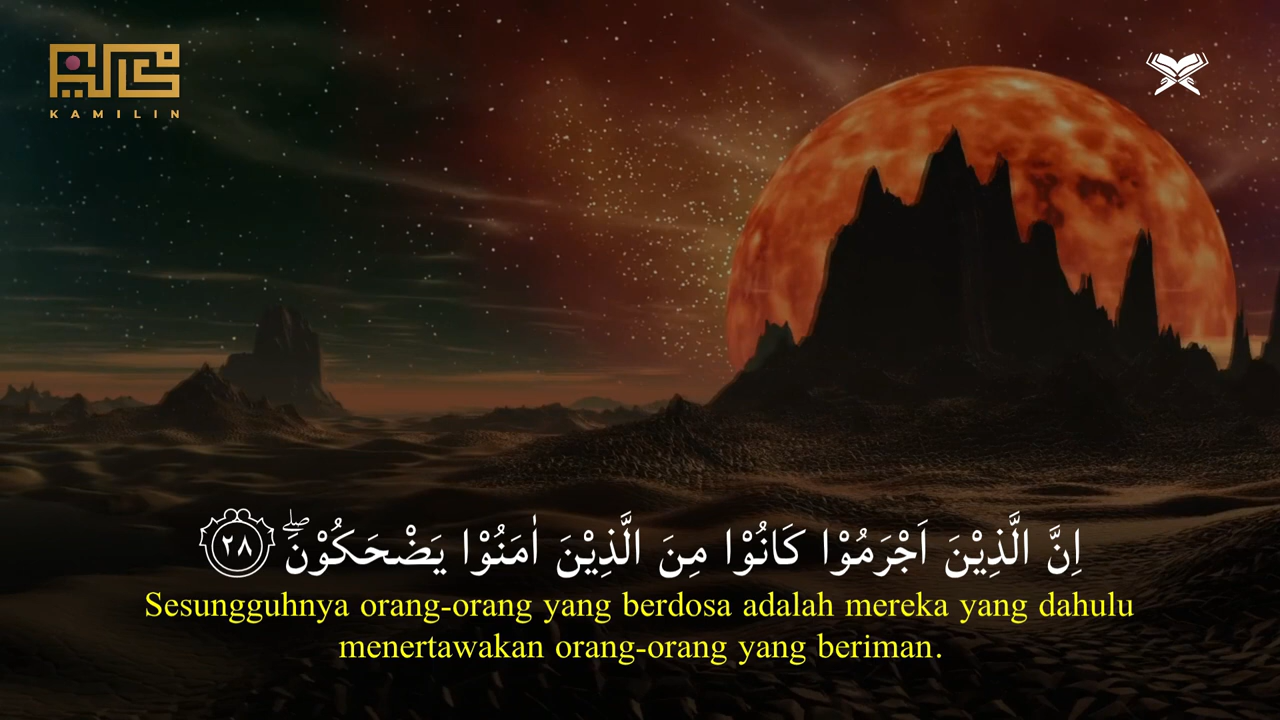 KAMILIN
اِنَّ الَّذِيْنَ اَجْرَمُوْا كَانُوْا مِنَ الَّذِيْنَ اٰمَنُوْا يَضْحَكُوْنَۖ ٢٨
Sesungguhnya orang-orang yang berdosa adalah mereka yang dahulu
menertawakan orang-orang yang beriman.